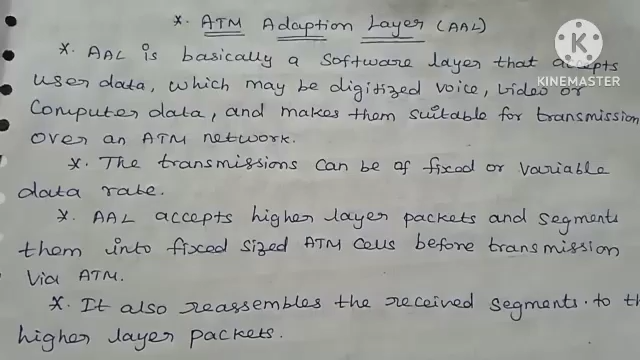 *. ATM Adaption Layer (AAL)
*. AAL is basically a software layer that accepts
user data, which may be digitized voice, video or
Computer data, and makes them suitable for transmission
over an ATM network.
*. The transmissions can be of fixed or variable
data rate.
*. AAL accepts higher layer packets and segments
them into fixed sized ATM cells before transmission
via ATM.
*. It also reassembles the received segments. to th
higher layer packets.
K
KINEMASTER